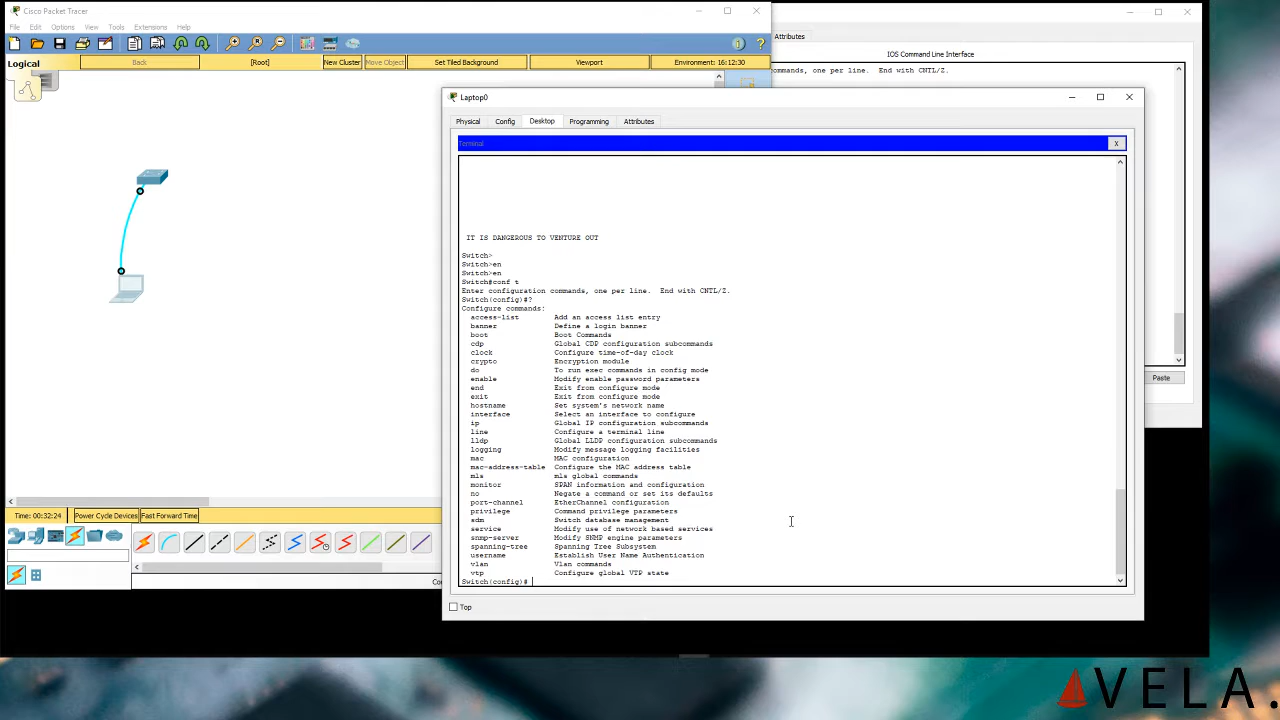 Cisco Packet Tracer
File Edit Options View Tools Extensions Help
Logical Back [Root] New Cluster Move Object Set Tiled Background Viewport Environment: 16:12:30
Attributes
IOS Command Line Interface
ommands, one per line.  End with CNTL/Z.
Laptop0
Physical Config Desktop Programming Attributes
Terminal X
IT IS DANGEROUS TO VENTURE OUT
Switch>
Switch>en
Switch>en
Switch#conf t
Enter configuration commands, one per line.  End with CNTL/Z.
Switch(config)#?
Configure commands:
access-list Add an access list entry
banner Define a login banner
boot Boot Commands
cdp Global CDP configuration subcommands
clock Configure time-of-day clock
crypto Encryption module
do To run exec commands in config mode
enable Modify enable password parameters
end Exit from configure mode
exit Exit from configure mode
hostname Set system's network name
interface Select an interface to configure
ip Global IP configuration subcommands
line Configure a terminal line
lldp Global LLDP configuration subcommands
logging Modify message logging facilities
mac MAC configuration
mac-address-table Configure the MAC address table
mls mls global commands
monitor SPAN information and configuration
no Negate a command or set its defaults
port-channel EtherChannel configuration
privilege Command privilege parameters
sdm Switch database management
service Modify use of network based services
snmp-server Modify SNMP engine parameters
spanning-tree Spanning Tree Subsystem
username Establish User Name Authentication
vlan Vlan commands
vtp Configure global VTP state
Switch(config)#
Top
Paste
Time: 00:32:24 Power Cycle Devices Fast Forward Time
Co
VELA.